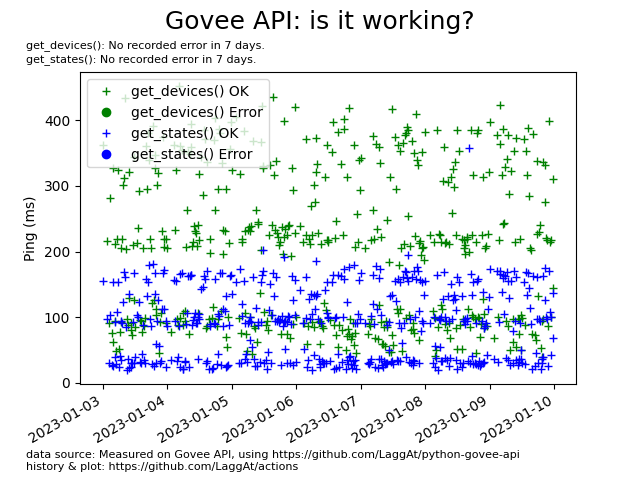 Govee API: is it working?
get_devices(): No recorded error in 7 days.
get_states(): No recorded error in 7 days.
get_devices() OK
get_devices() Error
get_states() OK
get_states() Error
Ping (ms)
400
300
200
100
0
2023-01-03
2023-01-04
2023-01-05
2023-01-06
2023-01-07
2023-01-08
2023-01-09
2023-01-10
data source: Measured on Govee API, using https://github.com/LaggAt/python-govee-api
history & plot: https://github.com/LaggAt/actions